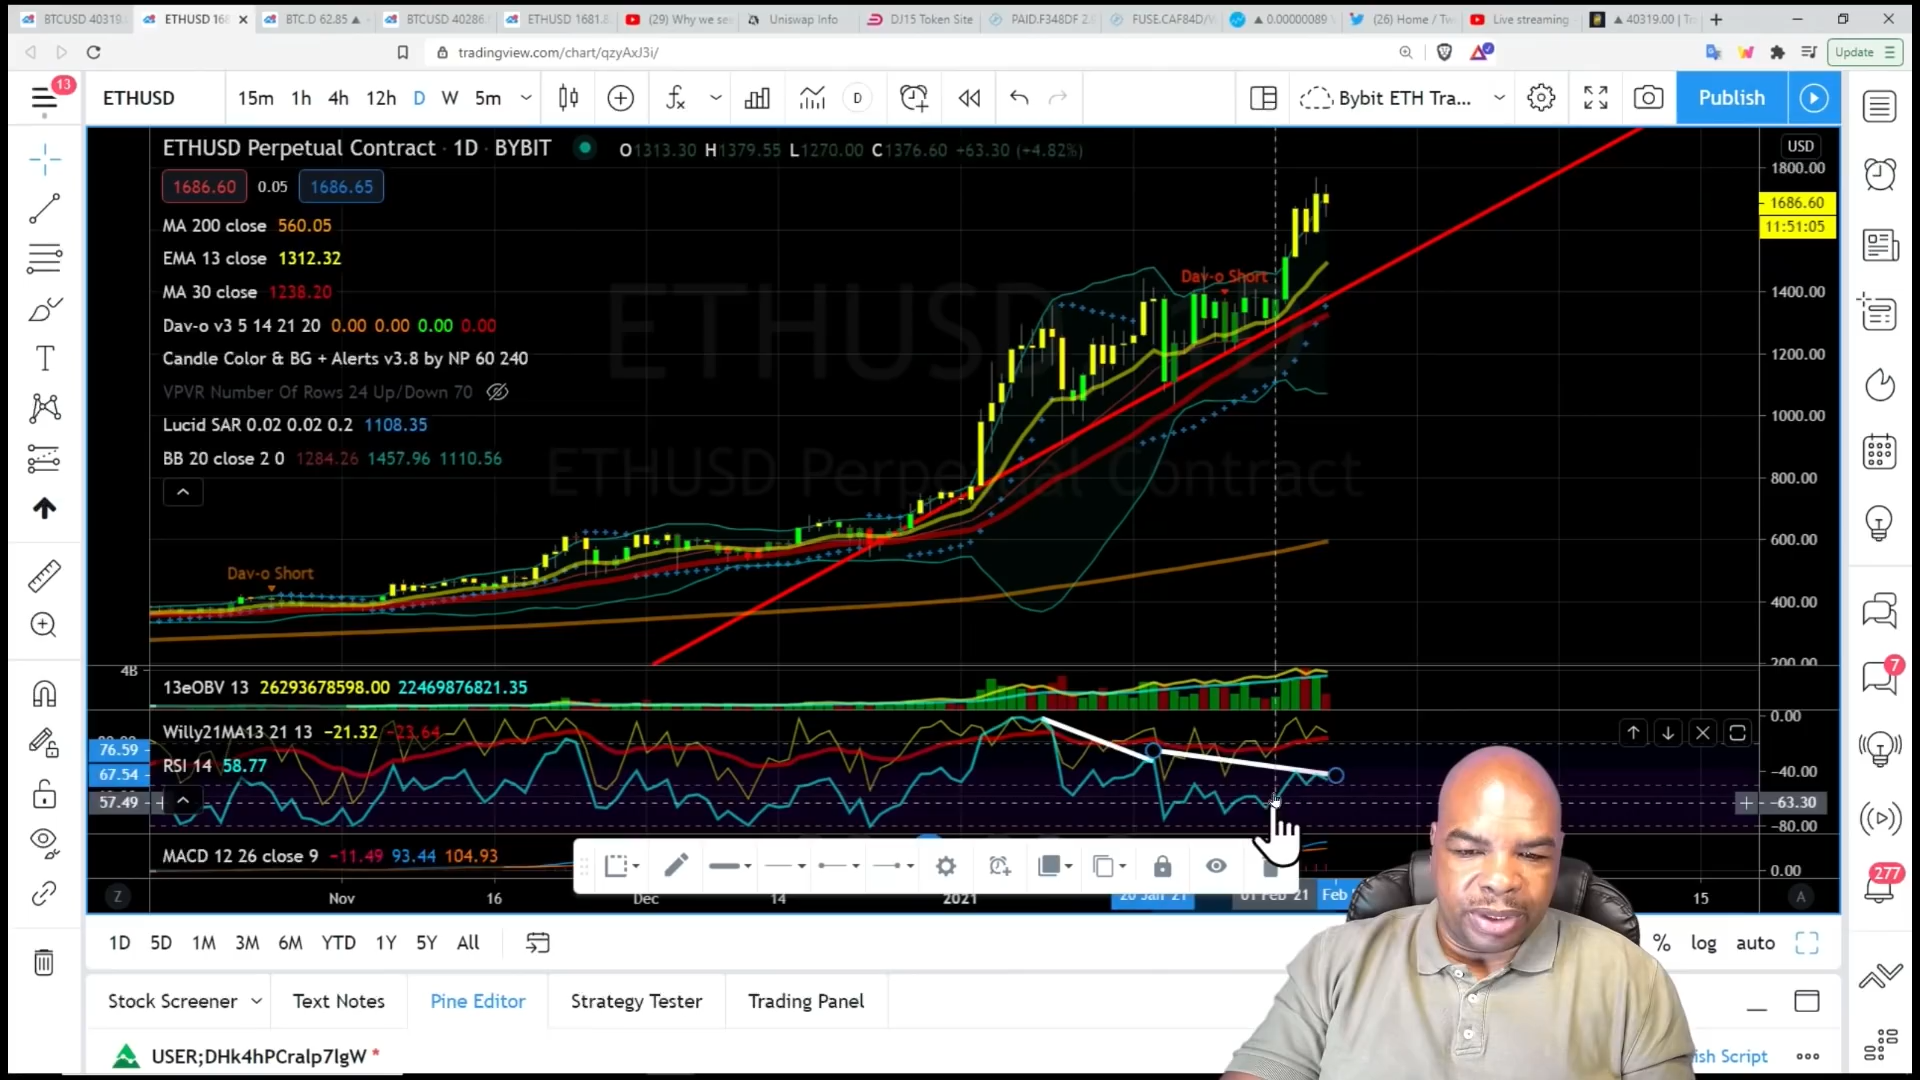 BTCUSD 40319.
ETHUSD 168
BTC.D 62.85 ▲
BTCUSD 40286.
ETHUSD 1681.8
(29) Why we se
Uniswap Info
DJ15 Token Site
PAID.F348DF 2.
FUSE.CAF84D/
▲ 0.00000089
(26) Home / Tw
Live streaming
▲ 40319.00 | Tr
tradingview.com/chart/qzyAxJ3i/
Update
13
ETHUSD
15m 1h 4h 12h D W 5m
D
Bybit ETH Tra...
Publish
ETHUSD Perpetual Contract · 1D · BYBIT
O1313.30 H1379.55 L1270.00 C1376.60 +63.30 (+4.82%)
USD
1686.60 0.05 1686.65
MA 200 close 560.05
EMA 13 close 1312.32
MA 30 close 1238.20
Dav-o v3 5 14 21 20 0.00 0.00 0.00 0.00
Candle Color & BG + Alerts v3.8 by NP 60 240
VPVR Number Of Rows 24 Up/Down 70
Lucid SAR 0.02 0.02 0.2 1108.35
BB 20 close 2 0 1284.26 1457.96 1110.56
ETHUSD
ETHUSD Perpetual Contract
Dav-o Short
Dav-o Short
1800.00
1686.60
11:51:05
1400.00
1200.00
1000.00
800.00
600.00
400.00
200.00
4B
13eOBV 13 26293678598.00 22469876821.35
Willy21MA13 21 13 −21.32 −23.64
0.00
76.59
RSI 14 58.77
67.54
−40.00
57.49
−63.30
−80.00
MACD 12 26 close 9 −11.49 93.44 104.93
0.00
Z
Nov 16 Dec 14 2021 20 Jan '21 01 Feb '21 Feb 15
A
1D 5D 1M 3M 6M YTD 1Y 5Y All
% log auto
Stock Screener Text Notes Pine Editor Strategy Tester Trading Panel
USER;DHk4hPCralp7lgW *
ish Script
7
277